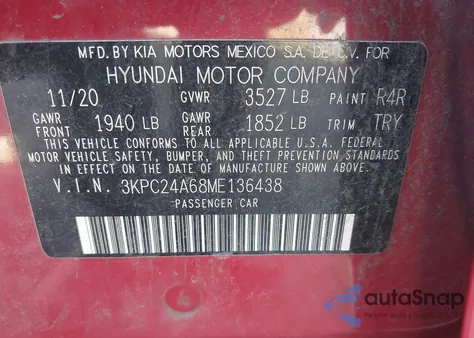 MFD. BY KIA MOTORS MEXICO S.A. DE C.V. FOR
HYUNDAI MOTOR COMPANY
11/20 GVWR 3527 LB PAINT R4R
GAWR FRONT 1940 LB GAWR REAR 1852 LB TRIM TRY
THIS VEHICLE CONFORMS TO ALL APPLICABLE U.S.A. FEDERAL
MOTOR VEHICLE SAFETY, BUMPER, AND THEFT PREVENTION STANDARDS
IN EFFECT ON THE DATE OF MANUFACTURE SHOWN ABOVE.
V.I.N. 3KPC24A68ME136438
PASSENGER CAR
autoSnap